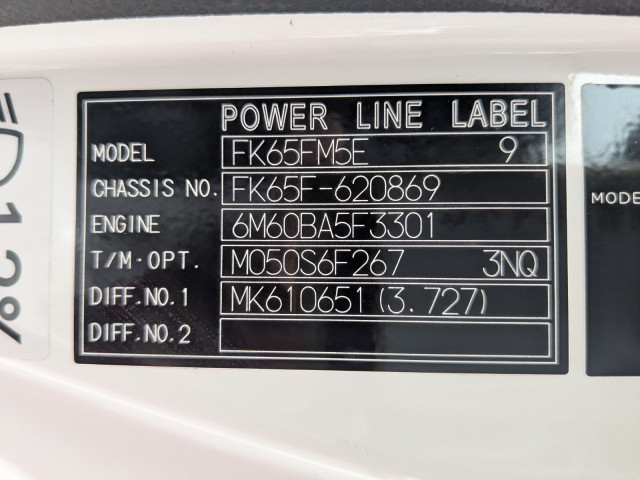 POWER LINE LABEL
MODEL FK65FM5E 9
CHASSIS NO. FK65F-620869
ENGINE 6M60BA5F3301
T/M·OPT. M050S6F267 3NQ
DIFF.NO.1 MK610651(3.727)
DIFF.NO.2
MODE
D12%